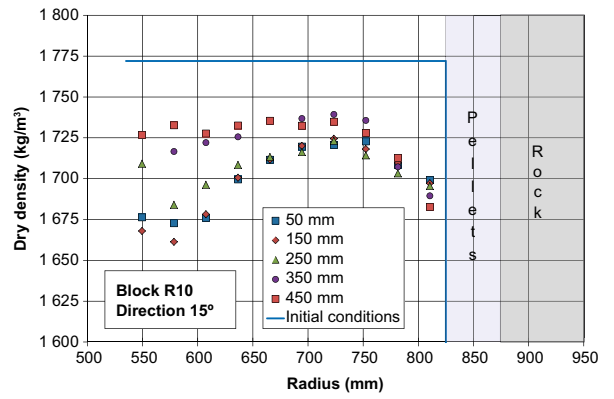 1 800
1 775
1 750
1 725
1 700
1 675
1 650
1 625
1 600
Dry density (kg/m³)
Pellets
Rock
50 mm
150 mm
250 mm
350 mm
450 mm
Initial conditions
Block R10
Direction 15º
500 550 600 650 700 750 800 850 900 950
Radius (mm)